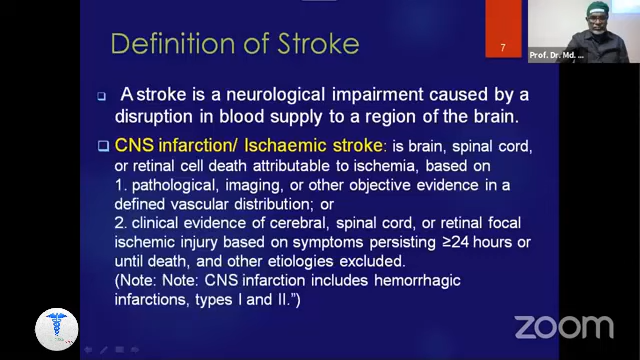 Definition of Stroke
7
Prof. Dr. Md. ...
A stroke is a neurological impairment caused by a
disruption in blood supply to a region of the brain.
CNS infarction/ Ischaemic stroke: is brain, spinal cord,
or retinal cell death attributable to ischemia, based on
1. pathological, imaging, or other objective evidence in a
defined vascular distribution; or
2. clinical evidence of cerebral, spinal cord, or retinal focal
ischemic injury based on symptoms persisting ≥24 hours or
until death, and other etiologies excluded.
(Note: Note: CNS infarction includes hemorrhagic
infarctions, types I and II.”)
zoom